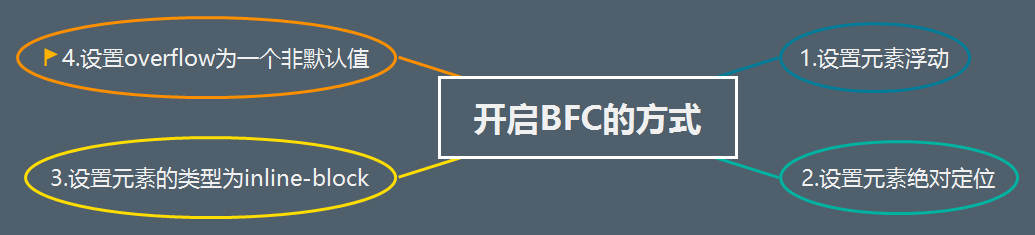 开启BFC的方式
1.设置元素浮动
2.设置元素绝对定位
3.设置元素的类型为inline-block
4.设置overflow为一个非默认值